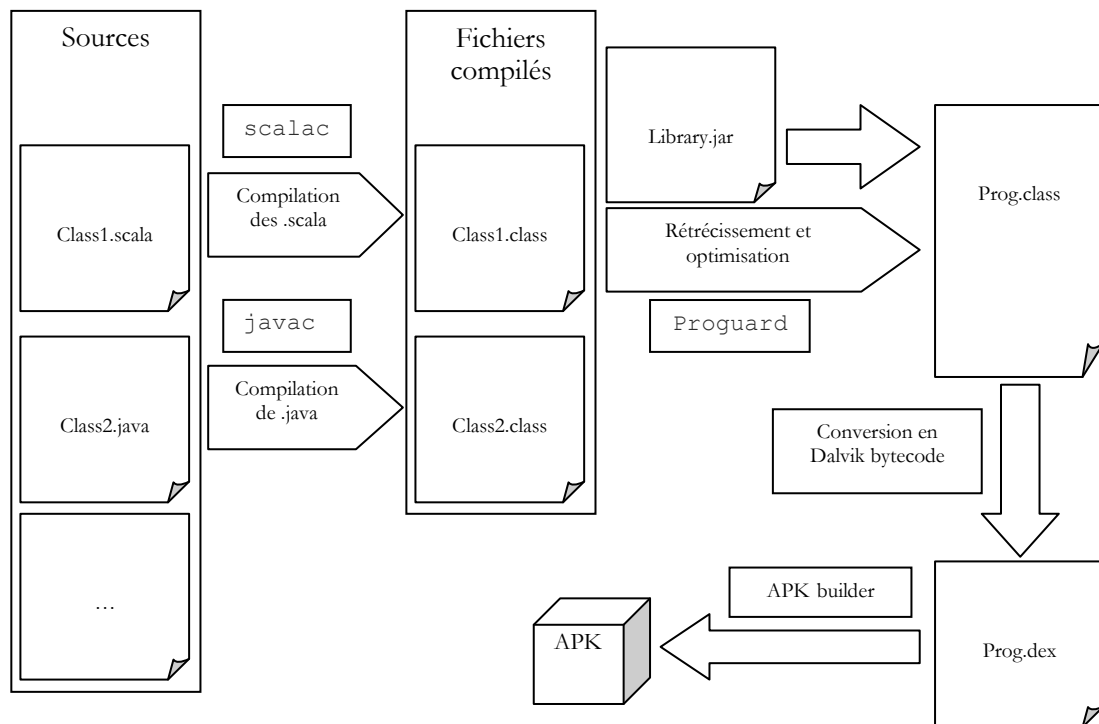 Sources
Fichiers
compilés
scalac
Library.jar
Compilation
des .scala
Class1.scala
Class1.class
Prog.class
Rétrécissement et
optimisation
javac
Proguard
Compilation
de .java
Class2.java
Class2.class
Conversion en
Dalvik bytecode
APK builder
…
APK
Prog.dex